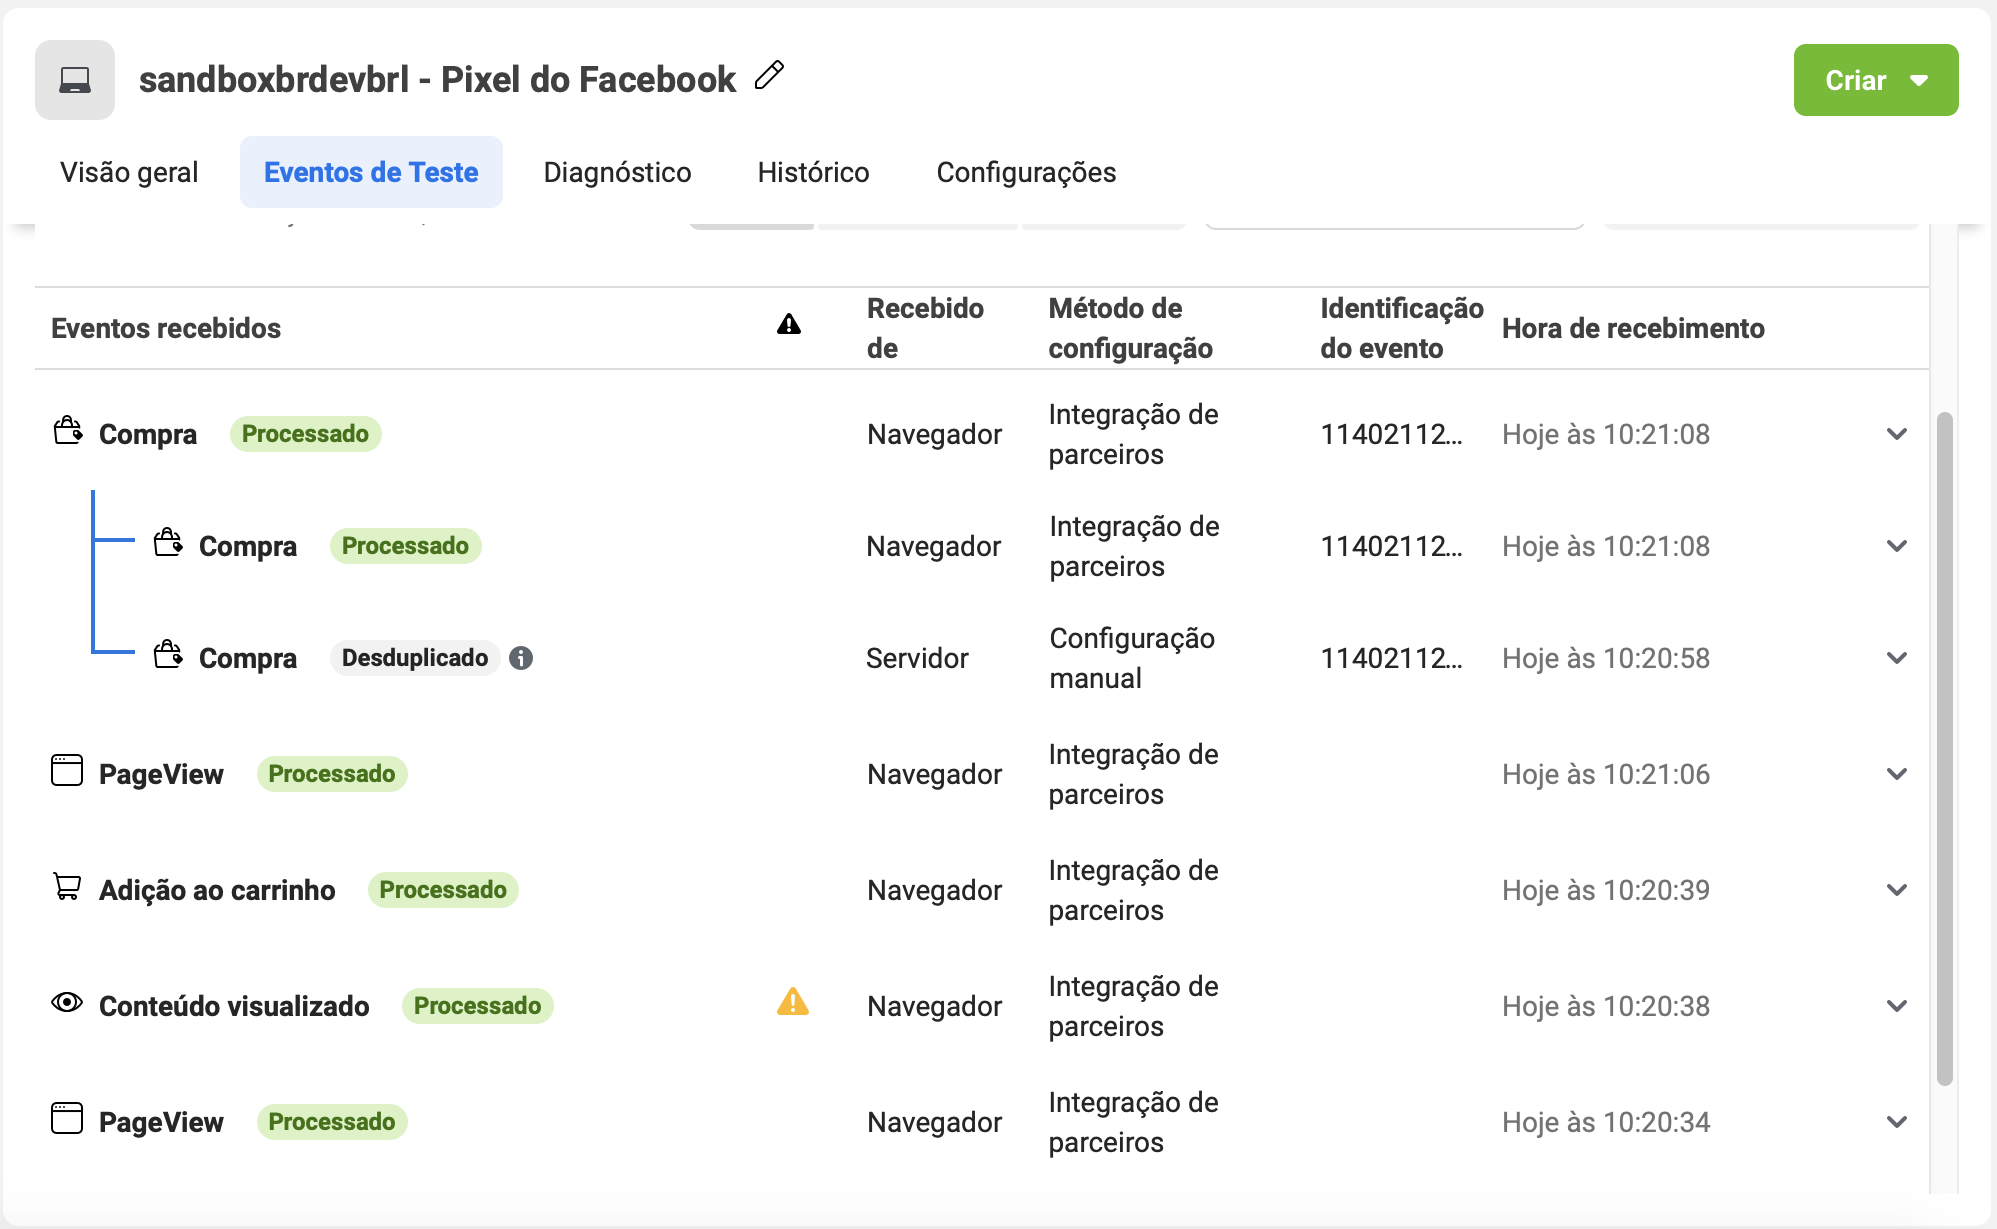 sandboxbrdevbrl - Pixel do Facebook
Criar
Visão geral
Eventos de Teste
Diagnóstico
Histórico
Configurações
Eventos recebidos
Recebido
de
Método de
configuração
Identificação
do evento
Hora de recebimento
Compra
Processado
Navegador
Integração de
parceiros
11402112...
Hoje às 10:21:08
Compra
Processado
Navegador
Integração de
parceiros
11402112...
Hoje às 10:21:08
Compra
Desduplicado
Servidor
Configuração
manual
11402112...
Hoje às 10:20:58
PageView
Processado
Navegador
Integração de
parceiros
Hoje às 10:21:06
Adição ao carrinho
Processado
Navegador
Integração de
parceiros
Hoje às 10:20:39
Conteúdo visualizado
Processado
Navegador
Integração de
parceiros
Hoje às 10:20:38
PageView
Processado
Navegador
Integração de
parceiros
Hoje às 10:20:34